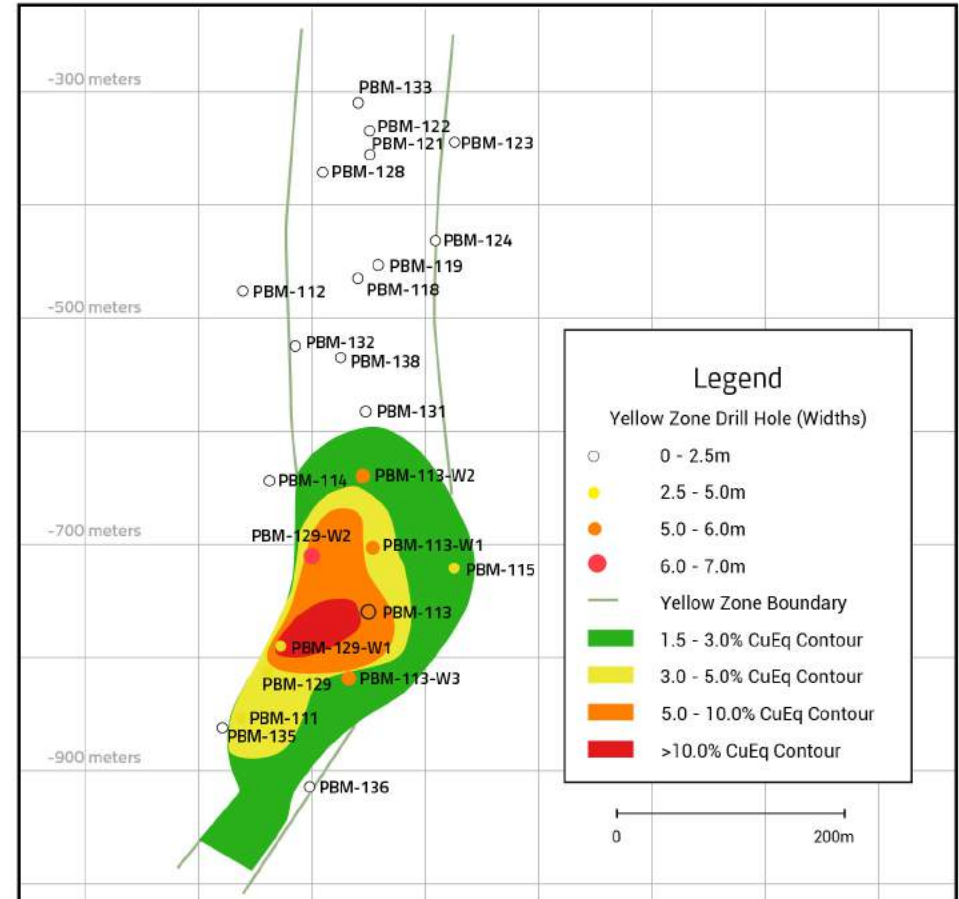 -300 meters
PBM-133
PBM-122
PBM-121
PBM-123
PBM-128
PBM-124
PBM-119
PBM-118
PBM-112
-500 meters
PBM-132
PBM-138
PBM-131
PBM-114
PBM-113-W2
-700 meters
PBM-129-W2
PBM-113-W1
PBM-115
PBM-113
PBM-129-W1
PBM-129
PBM-113-W3
PBM-111
PBM-135
-900 meters
PBM-136
Legend
Yellow Zone Drill Hole (Widths)
0 - 2.5m
2.5 - 5.0m
5.0 - 6.0m
6.0 - 7.0m
Yellow Zone Boundary
1.5 - 3.0% CuEq Contour
3.0 - 5.0% CuEq Contour
5.0 - 10.0% CuEq Contour
>10.0% CuEq Contour
0 200m